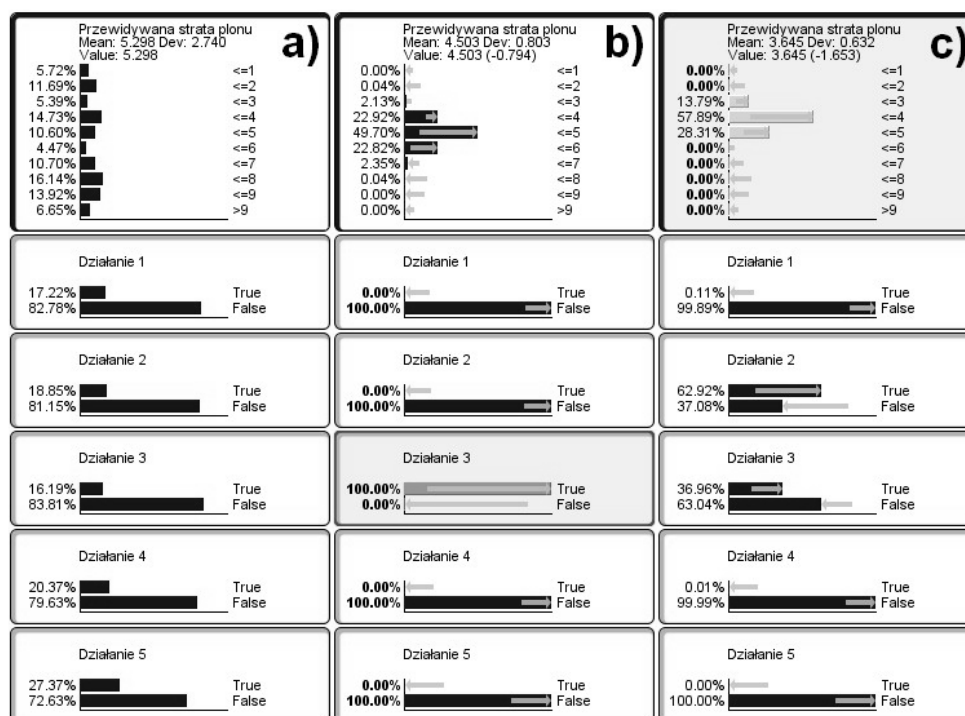 a)
Przewidywana strata plonu
Mean: 5.298 Dev: 2.740
Value: 5.298
5.72% <=1
11.69% <=2
5.39% <=3
14.73% <=4
10.60% <=5
4.47% <=6
10.70% <=7
16.14% <=8
13.92% <=9
6.65% >9
Działanie 1
17.22% True
82.78% False
Działanie 2
18.85% True
81.15% False
Działanie 3
16.19% True
83.81% False
Działanie 4
20.37% True
79.63% False
Działanie 5
27.37% True
72.63% False
b)
Przewidywana strata plonu
Mean: 4.503 Dev: 0.803
Value: 4.503 (-0.794)
0.00% <=1
0.04% <=2
2.13% <=3
22.92% <=4
49.70% <=5
22.82% <=6
2.35% <=7
0.04% <=8
0.00% <=9
0.00% >9
Działanie 1
0.00% True
100.00% False
Działanie 2
0.00% True
100.00% False
Działanie 3
100.00% True
0.00% False
Działanie 4
0.00% True
100.00% False
Działanie 5
0.00% True
100.00% False
c)
Przewidywana strata plonu
Mean: 3.645 Dev: 0.632
Value: 3.645 (-1.653)
0.00% <=1
0.00% <=2
13.79% <=3
57.89% <=4
28.31% <=5
0.00% <=6
0.00% <=7
0.00% <=8
0.00% <=9
0.00% >9
Działanie 1
0.11% True
99.89% False
Działanie 2
62.92% True
37.08% False
Działanie 3
36.96% True
63.04% False
Działanie 4
0.01% True
99.99% False
Działanie 5
0.00% True
100.00% False